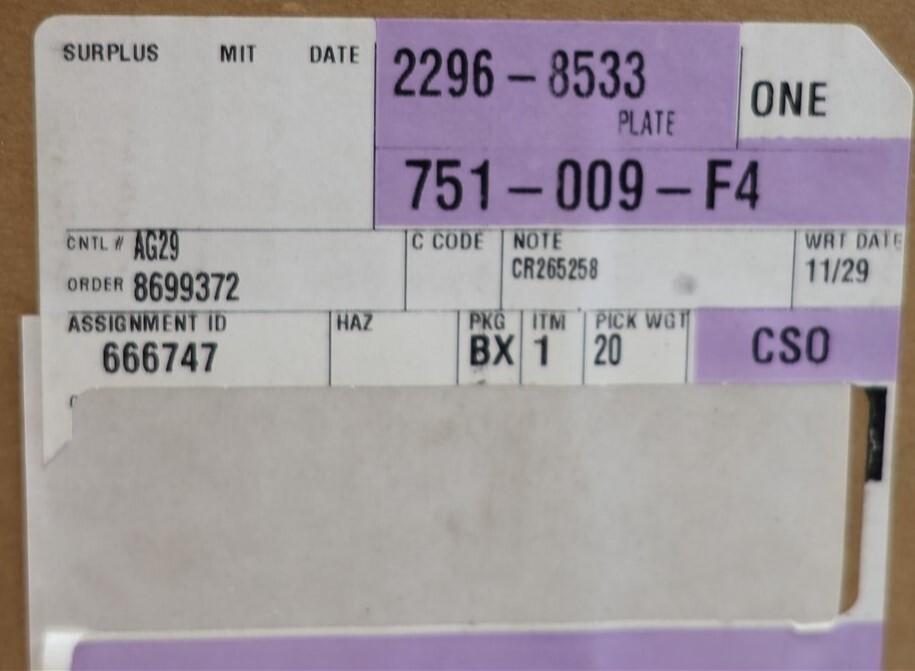 SURPLUS MIT DATE
2296 – 8533
PLATE
ONE
751 – 009 – F4
CNTL # AG29
ORDER 8699372
C CODE
NOTE
CR265258
WRT DATE
11/29
ASSIGNMENT ID
666747
HAZ
PKG
BX
ITM
1
PICK WGT
20
CSO